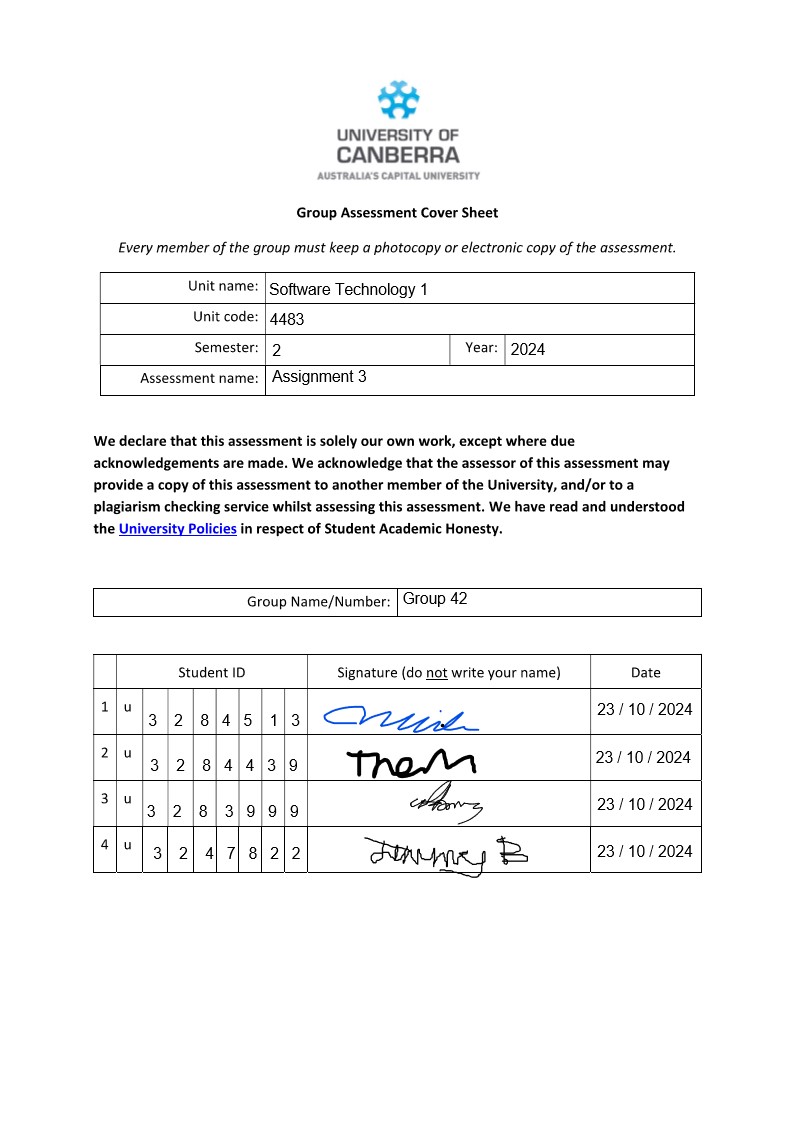 UNIVERSITY OF
CANBERRA
AUSTRALIA'S CAPITAL UNIVERSITY
Group Assessment Cover Sheet
Every member of the group must keep a photocopy or electronic copy of the assessment.
Unit name: Software Technology 1
Unit code: 4483
Semester: 2 Year: 2024
Assessment name: Assignment 3
We declare that this assessment is solely our own work, except where due
acknowledgements are made. We acknowledge that the assessor of this assessment may
provide a copy of this assessment to another member of the University, and/or to a
plagiarism checking service whilst assessing this assessment. We have read and understood
the University Policies in respect of Student Academic Honesty.
Group Name/Number: Group 42
Student ID Signature (do not write your name) Date
1 u 3 2 8 4 5 1 3 23 / 10 / 2024
2 u 3 2 8 4 4 3 9 23 / 10 / 2024
3 u 3 2 8 3 9 9 9 23 / 10 / 2024
4 u 3 2 4 7 8 2 2 23 / 10 / 2024